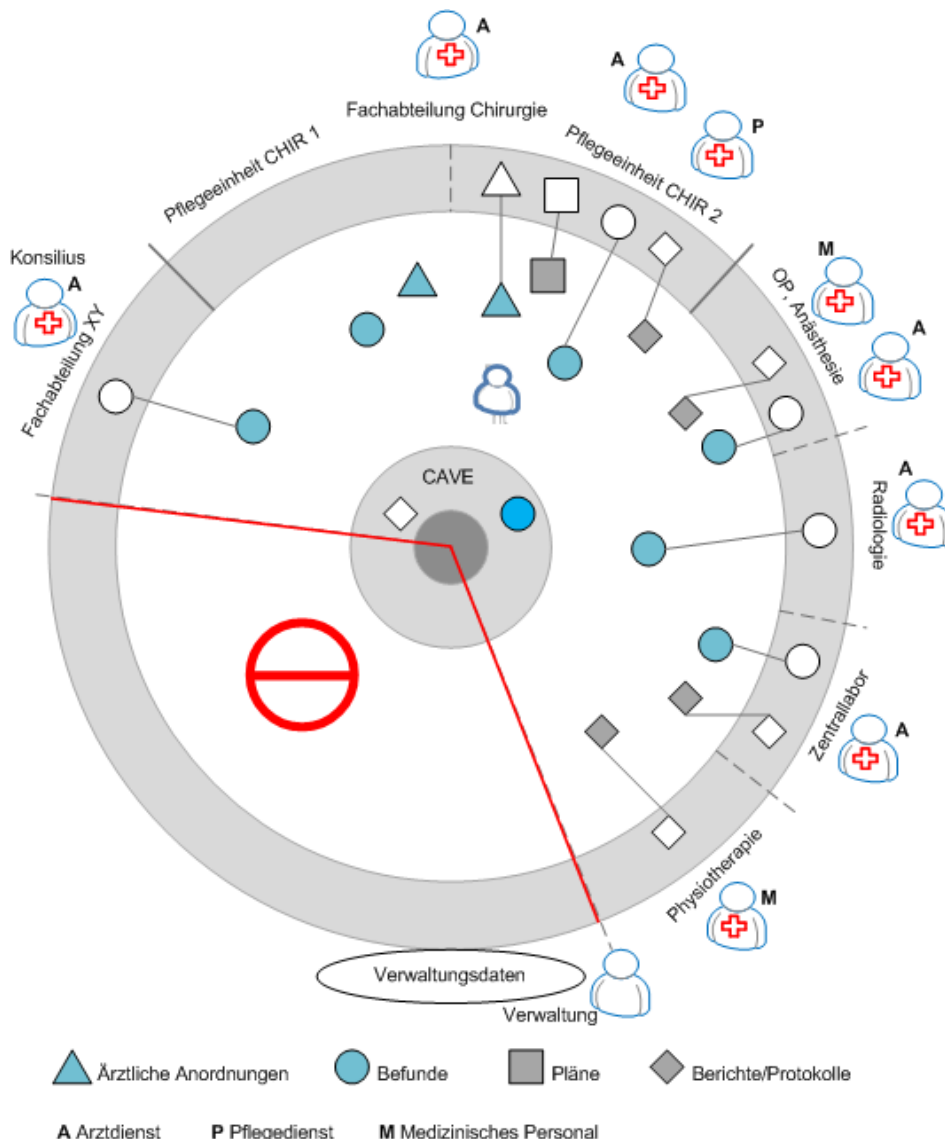 A
Fachabteilung Chirurgie
A
P
Pflegeeinheit CHIR 1
Pflegeeinheit CHIR 2
Konsilius
A
Fachabteilung XY
M
OP, Anästhesie
A
CAVE
A
Radiologie
Zentrallabor
A
Physiotherapie
M
Verwaltungsdaten
Verwaltung
Ärztliche Anordnungen Befunde Pläne Berichte/Protokolle
A Arztdienst P Pflegedienst M Medizinisches Personal